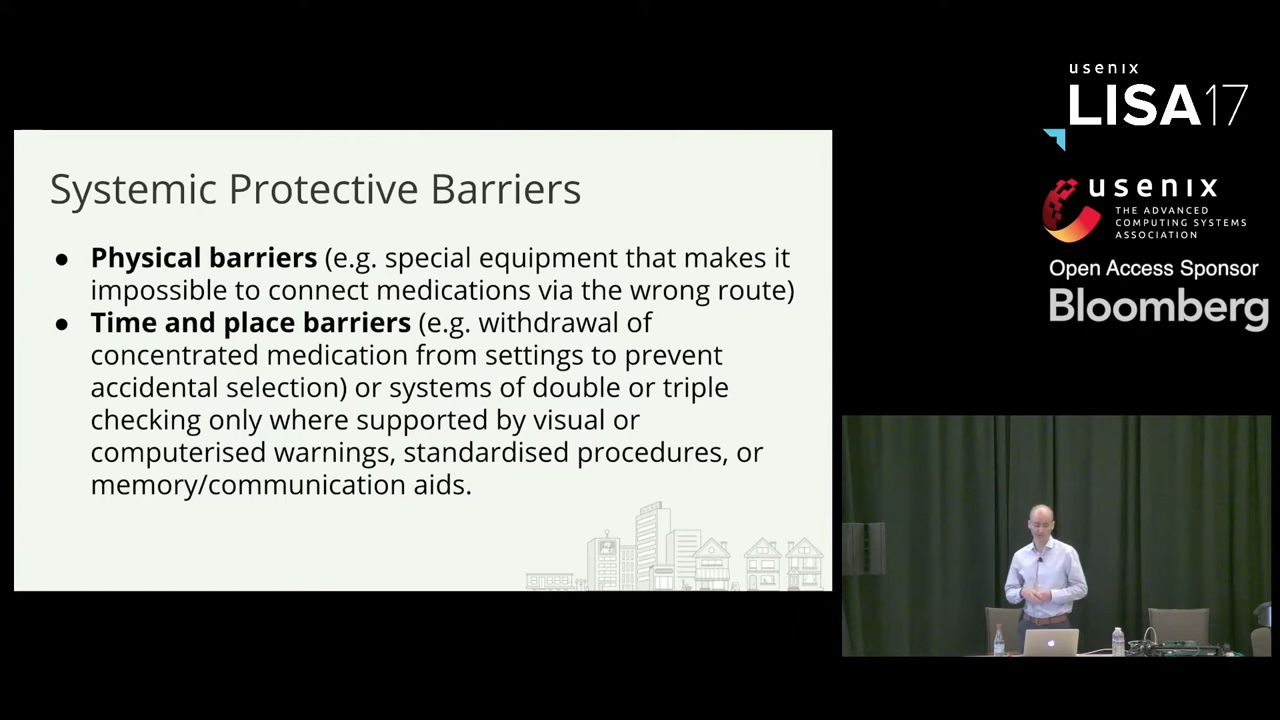 Systemic Protective Barriers
● Physical barriers (e.g. special equipment that makes it
impossible to connect medications via the wrong route)
● Time and place barriers (e.g. withdrawal of
concentrated medication from settings to prevent
accidental selection) or systems of double or triple
checking only where supported by visual or
computerised warnings, standardised procedures, or
memory/communication aids.
usenix
LISA17
usenix
THE ADVANCED
COMPUTING SYSTEMS
ASSOCIATION
Open Access Sponsor
Bloomberg